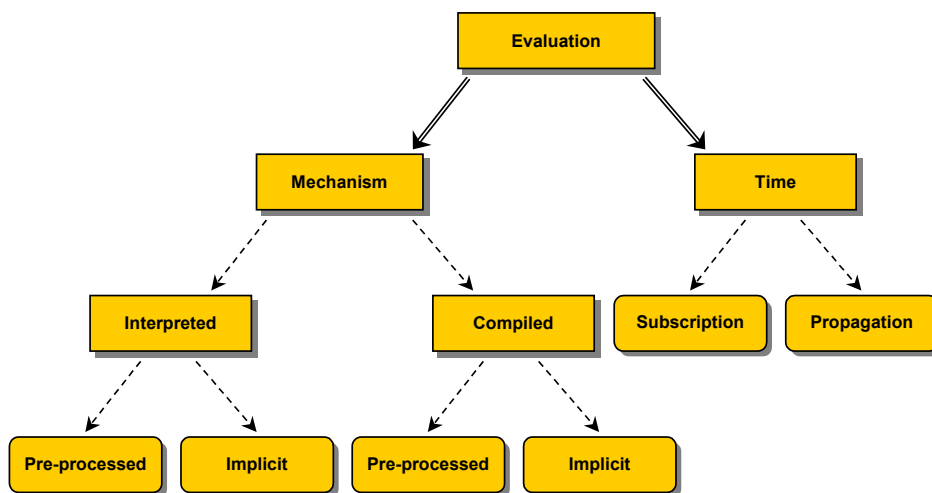 Evaluation
Mechanism
Time
Interpreted
Compiled
Subscription
Propagation
Pre-processed
Implicit
Pre-processed
Implicit